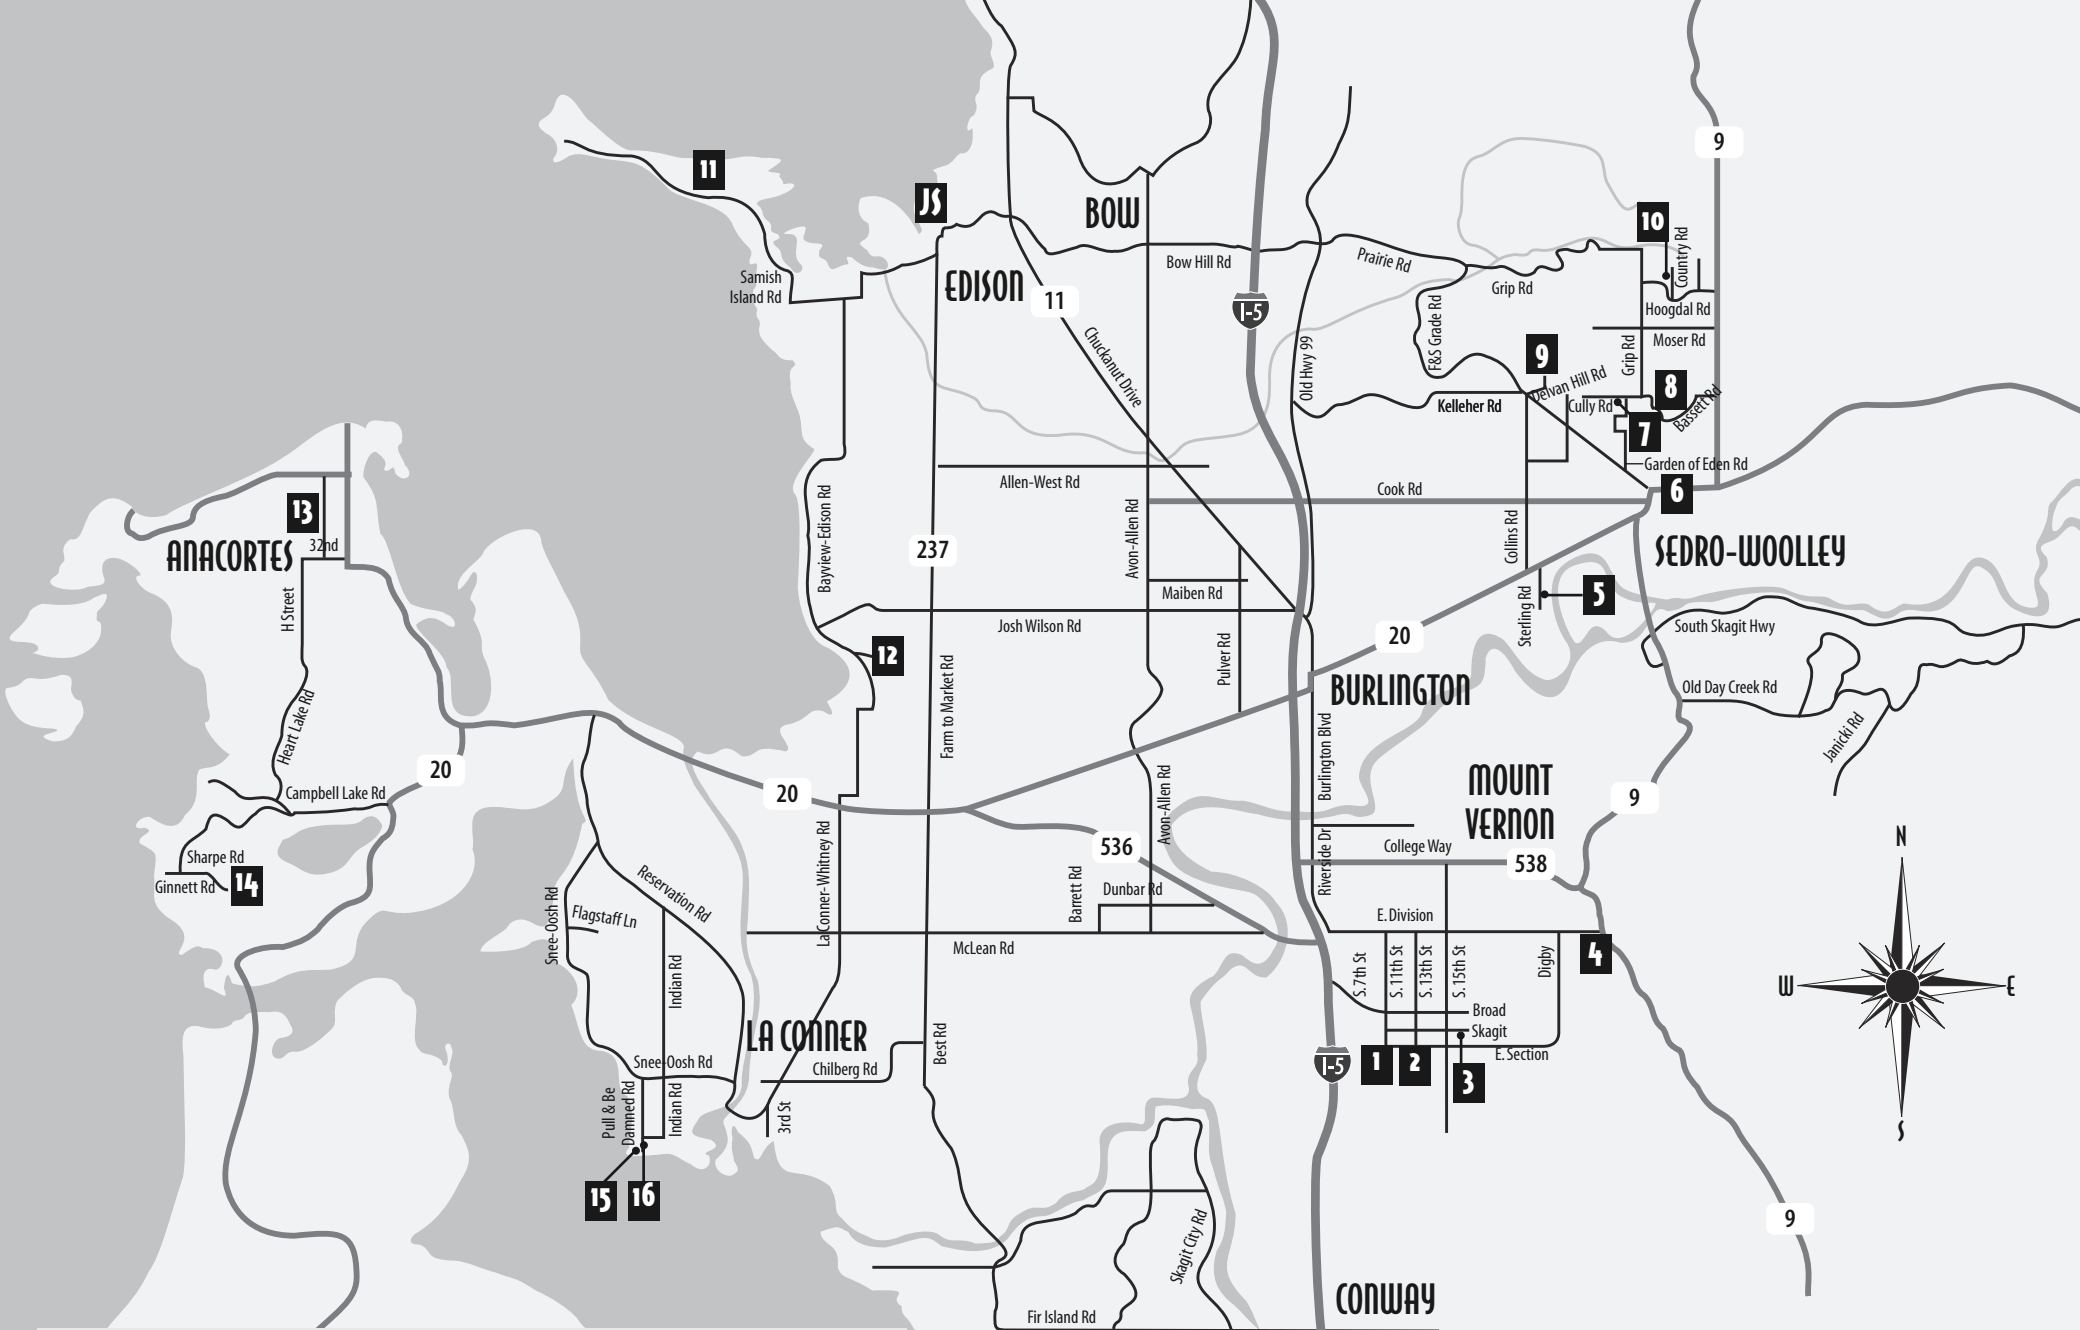 9
11
JS
BOW
10
Country Rd
Bow Hill Rd
Prairie Rd
Samish
Island Rd
EDISON
11
I-5
Grip Rd
Hoogdal Rd
Moser Rd
F&S Grade Rd
Grip Rd
Chuckanut Drive
Old Hwy 99
9
Delvan Hill Rd
8
Kelleher Rd
Cully Rd
Bassett Rd
7
Garden of Eden Rd
Allen-West Rd
Cook Rd
6
13
Bayview-Edison Rd
Avon-Allen Rd
Collins Rd
32nd
ANACORTES
237
SEDRO-WOOLLEY
H Street
Maiben Rd
5
Sterling Rd
Josh Wilson Rd
South Skagit Hwy
20
12
Pulver Rd
Farm to Market Rd
BURLINGTON
Old Day Creek Rd
Heart Lake Rd
Janicki Rd
20
Burlington Blvd
MOUNT
VERNON
Campbell Lake Rd
20
9
Avon-Allen Rd
536
College Way
538
Sharpe Rd
Ginnett Rd
14
LaConner-Whitney Rd
Riverside Dr
N
Reservation Rd
Barrett Rd
Dunbar Rd
Snee-Oosh Rd
Flagstaff Ln
E. Division
McLean Rd
4
Indian Rd
S. 7th St
S. 11th St
S. 13th St
S. 15th St
Digby
W
E
Broad
Skagit
LA CONNER
Best Rd
E. Section
Snee-Oosh Rd
Chilberg Rd
I-5
1
2
3
Pull & Be
Damned Rd
Indian Rd
3rd St
S
15
16
Skagit City Rd
9
CONWAY
Fir Island Rd